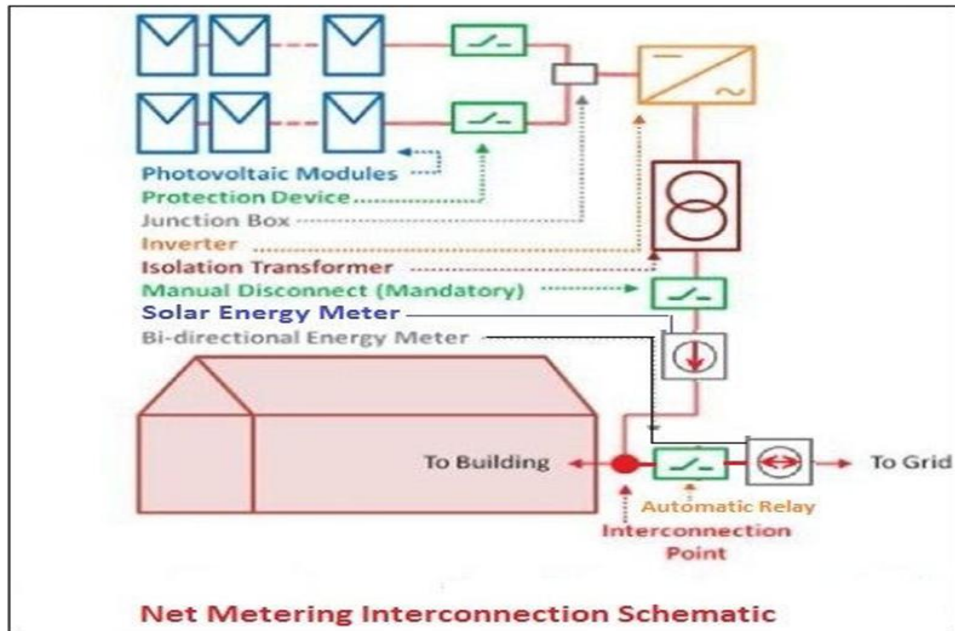 Photovoltaic Modules
Protection Device
Junction Box
Inverter
Isolation Transformer
Manual Disconnect (Mandatory)
Solar Energy Meter
Bi-directional Energy Meter
To Building
To Grid
Automatic Relay
Interconnection
Point
Net Metering Interconnection Schematic